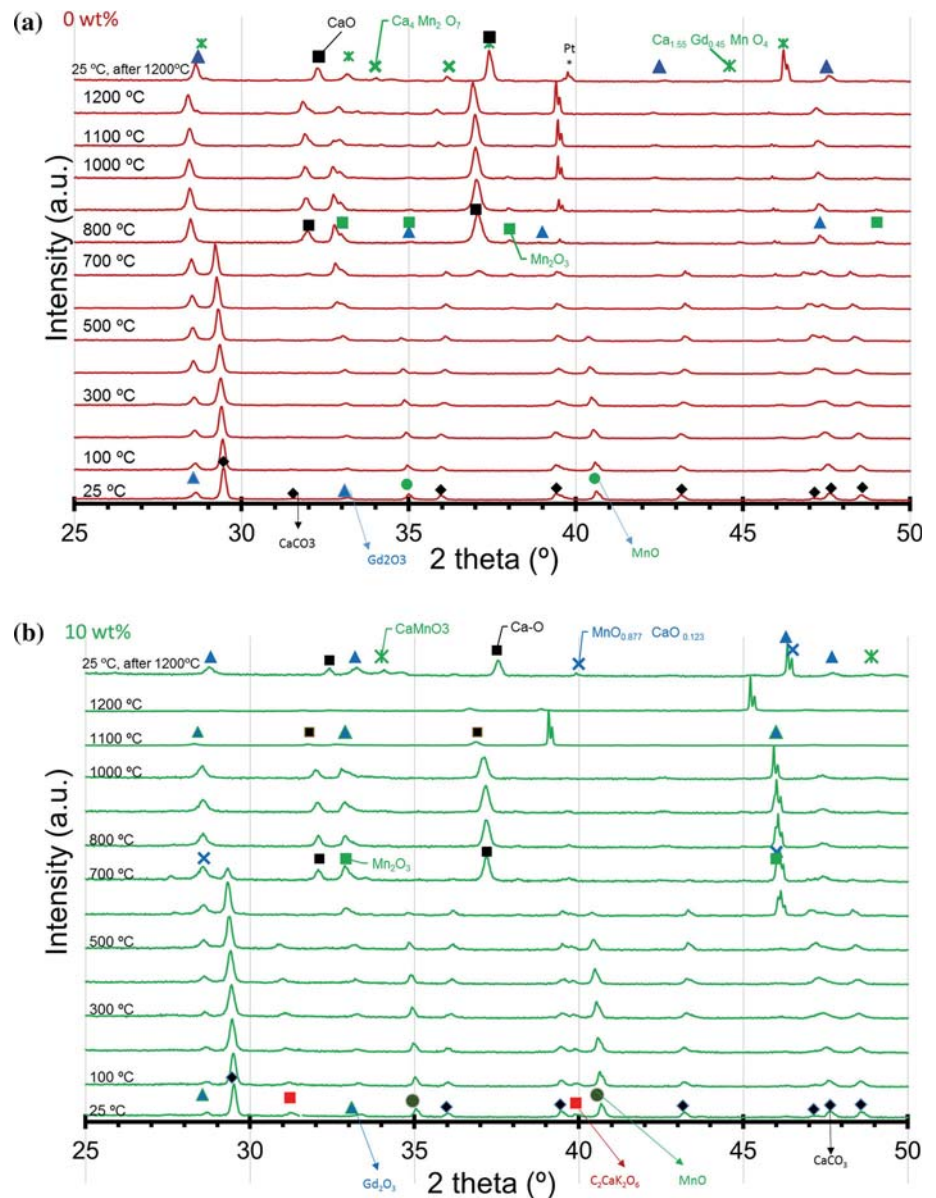 (a) 0 wt%
CaO
Ca4 Mn2 O7
Pt
*
Ca1.55 Gd0.45 Mn O4
25 ºC, after 1200ºC
1200 ºC
1100 ºC
1000 ºC
800 ºC
Mn2O3
700 ºC
500 ºC
300 ºC
100 ºC
25 ºC
Intensity (a.u.)
25 30 35 40 45 50
CaCO3
Gd2O3
MnO
2 theta (º)
(b) 10 wt%
CaMnO3
Ca-O
MnO0.877 CaO0.123
25 ºC, after 1200ºC
1200 ºC
1100 ºC
1000 ºC
800 ºC
Mn2O3
700 ºC
500 ºC
300 ºC
100 ºC
25 ºC
Intensity (a.u.)
25 30 35 40 45 50
CaCO3
Gd2O3
C2CaK2O6
MnO
2 theta (º)